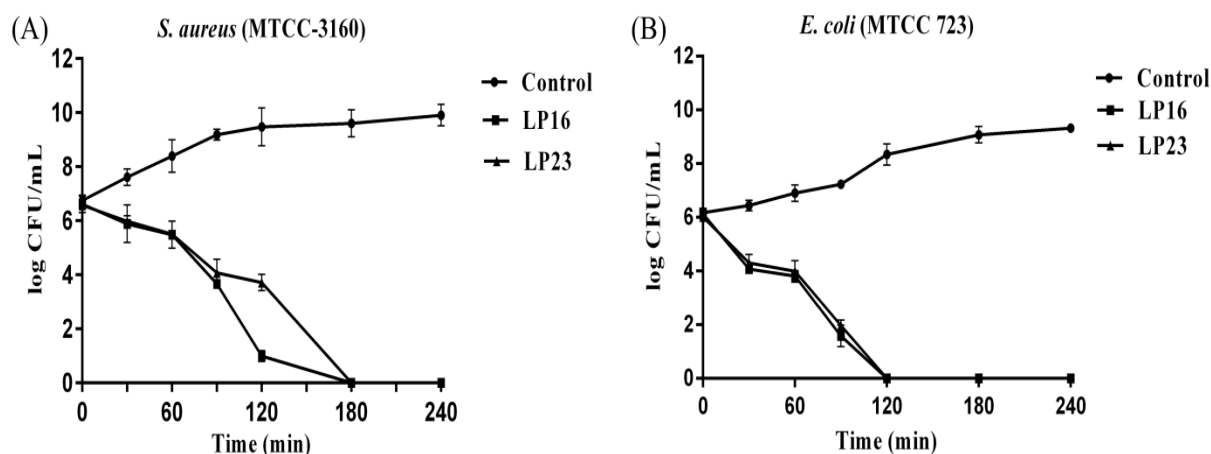 (A)
S. aureus (MTCC-3160)
12
10
8
6
4
2
0
log CFU/mL
0
60
120
180
240
Time (min)
Control
LP16
LP23
(B)
E. coli (MTCC 723)
12
10
8
6
4
2
0
log CFU/mL
0
60
120
180
240
Time (min)
Control
LP16
LP23